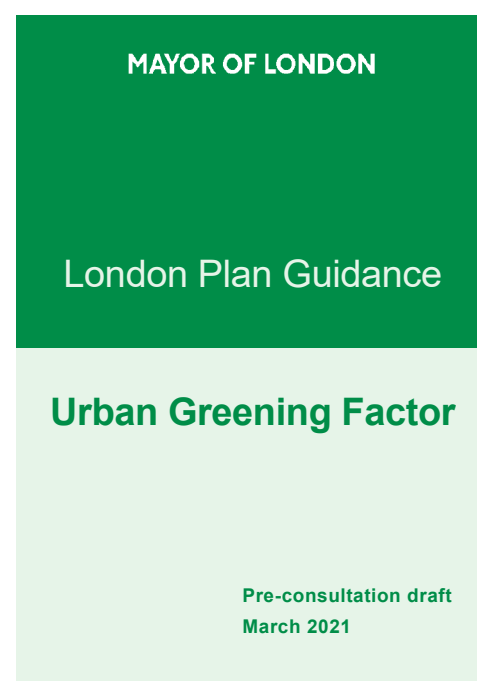 MAYOR OF LONDON
London Plan Guidance
Urban Greening Factor
Pre-consultation draft
March 2021